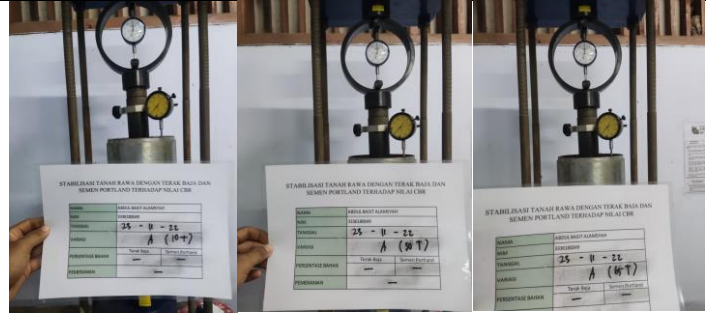 STABILISASI TANAH RAWA DENGAN TERAK BAJA DAN
SEMEN PORTLAND TERHADAP NILAI CBR
NAMA ABDUL BASIT ALAMSYAH
NIM
TANGGAL 25 - 11 - 22
VARIASI A (10T)
PERSENTASE BAHAN Terak Baja Semen Portland
— —
PEMERAMAN —
STABILISASI TANAH RAWA DENGAN TERAK BAJA DAN
SEMEN PORTLAND TERHADAP NILAI CBR
NAMA ABDUL BASIT ALAMSYAH
NIM
TANGGAL 25 - 11 - 22
VARIASI A (30T)
PERSENTASE BAHAN Terak Baja Semen Portland
— —
PEMERAMAN —
STABILISASI TANAH RAWA DENGAN TERAK BAJA DAN
SEMEN PORTLAND TERHADAP NILAI CBR
NAMA ABDUL BASIT ALAMSYAH
NIM
TANGGAL 25 - 11 - 22
VARIASI A (65T)
PERSENTASE BAHAN Terak Baja Semen Portland
— —